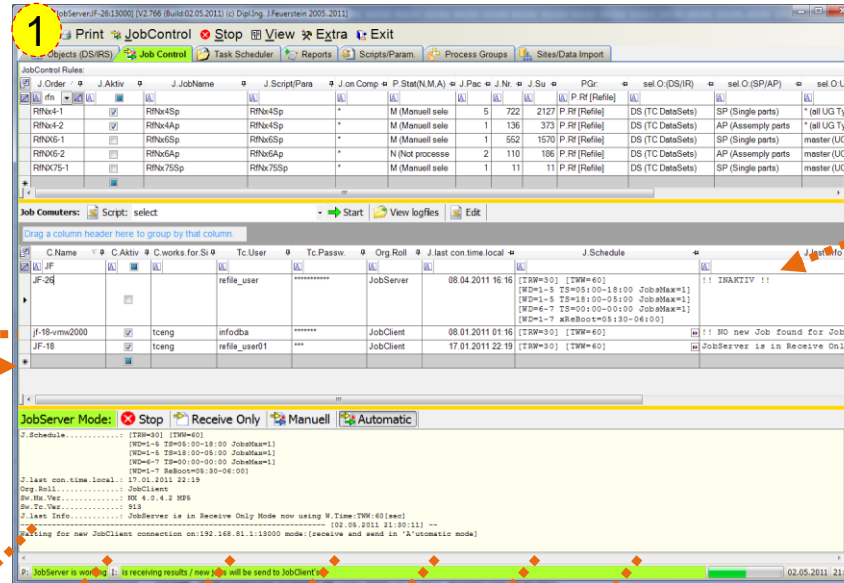 1
JobServer:JF-26:13000] [V2.766 (Build:02.05.2011) (c) Dipl.Ing. J.Feuerstein 2005..2011]
Print JobControl Stop View Extra Exit
Objects (DS/IRS) Job Control Task Scheduler Reports Scripts/Param. Process Groups Sites/Data Import
JobControl Rules:
J.Order J.Aktiv J.JobName J.Script/Para J.on Comp P.Stat(N,M,A) J.Pac J.Nr. J.Su PGr. sel.O:(DS/IR) sel.O:(SP/AP) sel.O:U
rfn P.Rf [Refile]
RfNx4-1 RfNx4Sp RfNx4Sp * M (Manuell sele 5 722 2127 P.Rf [Refile] DS (TC DataSets) SP (Single parts) * (all UG Ty
RfNx4-2 RfNx4Ap RfNx4Sp * M (Manuell sele 1 136 373 P.Rf [Refile] DS (TC DataSets) AP (Assemply parts * (all UG Ty
RfNX6-1 RfNx6Sp RfNx6Sp * M (Manuell sele 1 552 1570 P.Rf [Refile] DS (TC DataSets) SP (Single parts) master (UG
RfNX6-2 RfNx6Ap RfNx6Ap * N (Not processe 2 110 186 P.Rf [Refile] DS (TC DataSets) AP (Assemply parts master (UG
RfNX75-1 RfNx75Sp RfNx75Sp * M (Manuell sele 1 11 11 P.Rf [Refile] DS (TC DataSets) SP (Single parts) master (UG
Job Comuters: Script: select Start View logfiles Edit
Drag a column header here to group by that column.
C.Name C.Aktiv C.works.for.Si Tc.User Tc.Passw. Org.Roll J.last con.time.local J.Schedule J.last Info
JF
JF-26 refile_user *********** JobServer 08.04.2011 16:16 [TRW=30] [TWW=60] !! INAKTIV !!
[WD=1-5 TS=05:00-18:00 JobsMax=1]
[WD=1-5 TS=18:00-05:00 JobsMax=1]
[WD=6-7 TS=00:00-00:00 JobsMax=1]
[WD=1-7 xReBoot=05:30-06:00]
jf-18-vmw2000 tceng infodba ******* JobClient 08.01.2011 01:16 [TRW=30] [TWW=60] !! NO new Job found for Job
JF-18 tceng refile_user01 *** JobClient 17.01.2011 22:19 [TRW=30] [TWW=60] JobServer is in Receive Onl
JobServer Mode: Stop Receive Only Manuell Automatic
J.Schedule............: [TRW=30] [TWW=60]
[WD=1-5 TS=05:00-18:00 JobsMax=1]
[WD=1-5 TS=18:00-05:00 JobsMax=1]
[WD=6-7 TS=00:00-00:00 JobsMax=1]
[WD=1-7 ReBoot=05:30-06:00]
J.last con.time.local.: 17.01.2011 22:19
Org.Roll..............: JobClient
Sw.Nx.Ver.............: NX 4.0.4.2 MP5
Sw.Tc.Ver.............: 913
J.last Info...........: JobServer is in Receive Only Mode now using W.Time:TWW:60[sec]
[02.05.2011 21:30:11] --
Waiting for new JobClient connection on:192.168.81.1:13000 mode:[receive and send in 'A'utomatic mode]
P: JobServer is working I: is receiving results / new jobs will be send to JobClient's 02.05.2011 21: